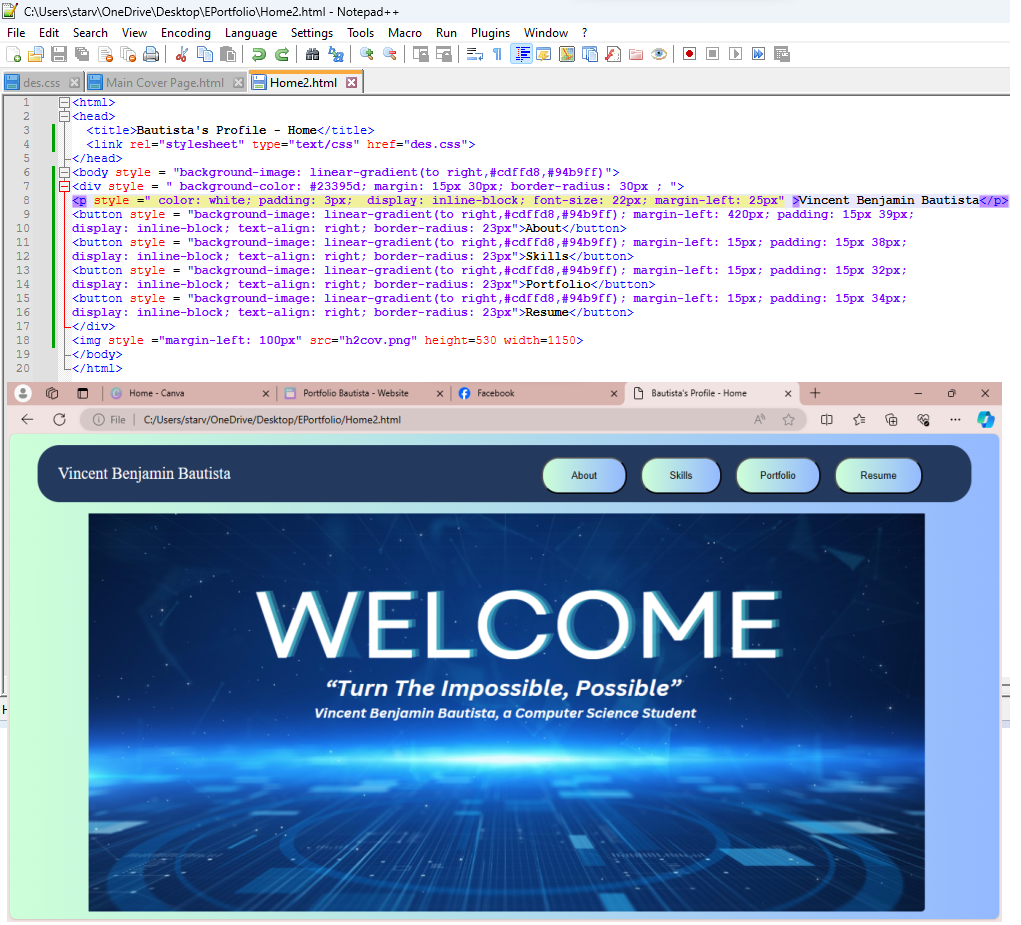 C:\Users\starv\OneDrive\Desktop\EPortfolio\Home2.html - Notepad++
File Edit Search View Encoding Language Settings Tools Macro Run Plugins Window ?
des.css Main Cover Page.html Home2.html
1 <html>
2 <head>
3 <title>Bautista's Profile - Home</title>
4 <link rel="stylesheet" type="text/css" href="des.css">
5 </head>
6 <body style = "background-image: linear-gradient(to right,#cdffd8,#94b9ff)">
7 <div style = " background-color: #23395d; margin: 15px 30px; border-radius: 30px ; ">
8 <p style =" color: white; padding: 3px;  display: inline-block; font-size: 22px; margin-left: 25px" >Vincent Benjamin Bautista</p>
9 <button style = "background-image: linear-gradient(to right,#cdffd8,#94b9ff); margin-left: 420px; padding: 15px 39px;
10 display: inline-block; text-align: right; border-radius: 23px">About</button>
11 <button style = "background-image: linear-gradient(to right,#cdffd8,#94b9ff); margin-left: 15px; padding: 15px 38px;
12 display: inline-block; text-align: right; border-radius: 23px">Skills</button>
13 <button style = "background-image: linear-gradient(to right,#cdffd8,#94b9ff); margin-left: 15px; padding: 15px 32px;
14 display: inline-block; text-align: right; border-radius: 23px">Portfolio</button>
15 <button style = "background-image: linear-gradient(to right,#cdffd8,#94b9ff); margin-left: 15px; padding: 15px 34px;
16 display: inline-block; text-align: right; border-radius: 23px">Resume</button>
17 </div>
18 <img style ="margin-left: 100px" src="h2cov.png" height=530 width=1150>
19 </body>
20 </html>
Home - Canva Portfolio Bautista - Website Facebook Bautista's Profile - Home
File C:/Users/starv/OneDrive/Desktop/EPortfolio/Home2.html
Vincent Benjamin Bautista About Skills Portfolio Resume
WELCOME
“Turn The Impossible, Possible”
Vincent Benjamin Bautista, a Computer Science Student